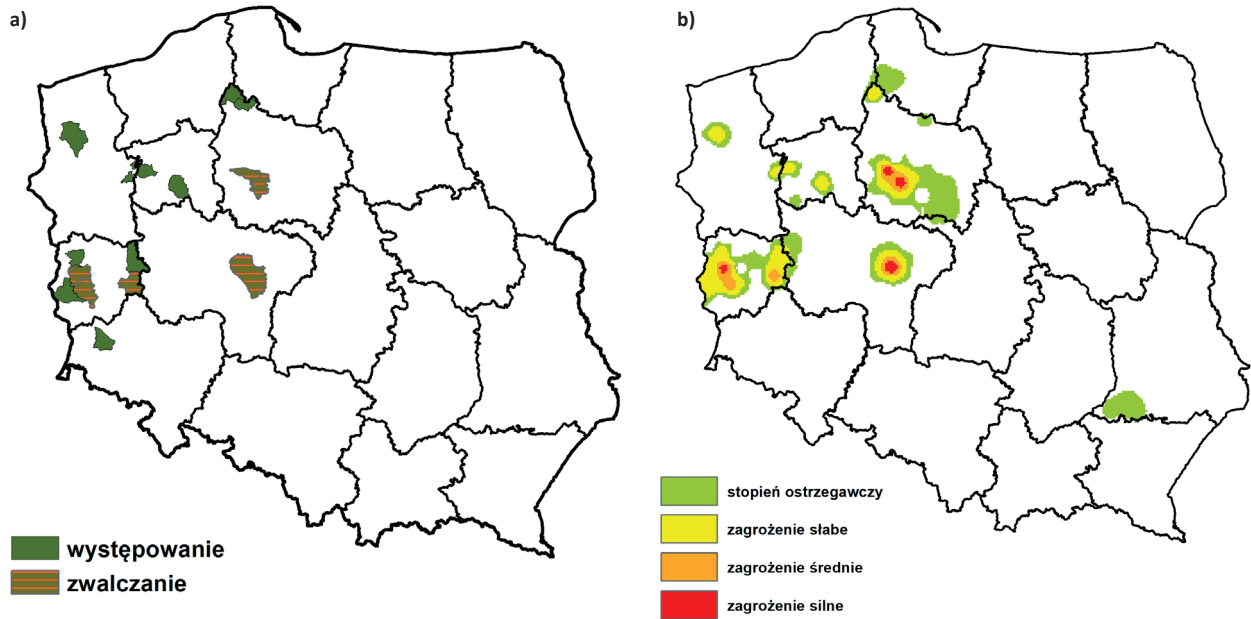 a)
występowanie
zwalczanie
b)
stopień ostrzegawczy
zagrożenie słabe
zagrożenie średnie
zagrożenie silne